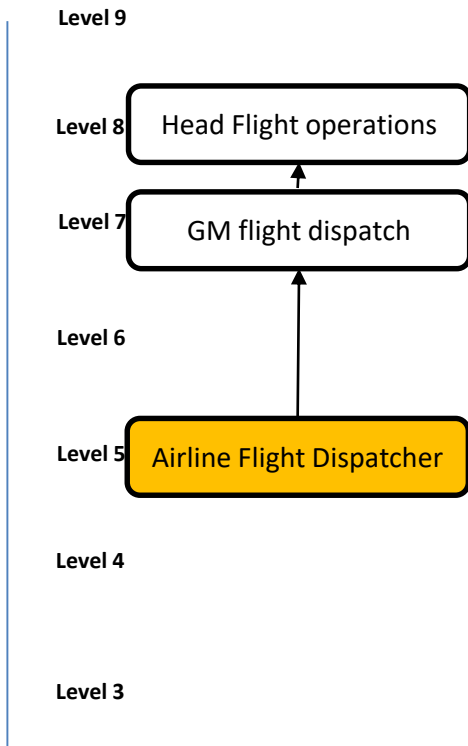 Level 9
Level 8
Head Flight operations
Level 7
GM flight dispatch
Level 6
Level 5
Airline Flight Dispatcher
Level 4
Level 3